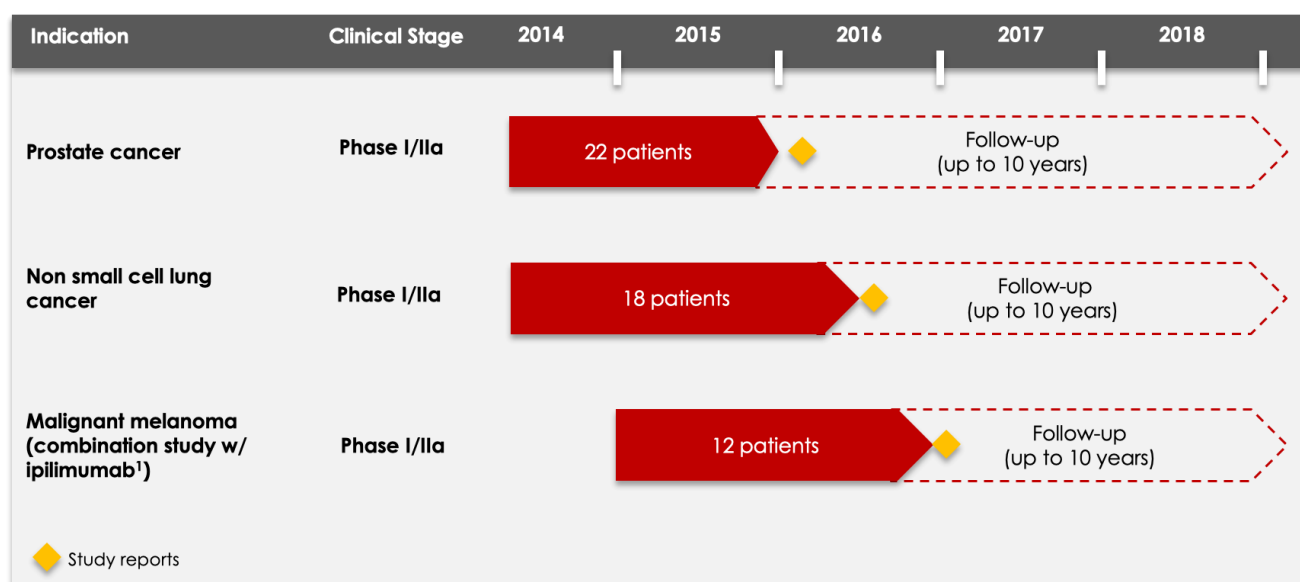 Indication Clinical Stage 2014 2015 2016 2017 2018
Prostate cancer
Phase I/IIa
22 patients
Follow-up
(up to 10 years)
Non small cell lung
cancer
Phase I/IIa
18 patients
Follow-up
(up to 10 years)
Malignant melanoma
(combination study w/
ipilimumab¹)
Phase I/IIa
12 patients
Follow-up
(up to 10 years)
Study reports